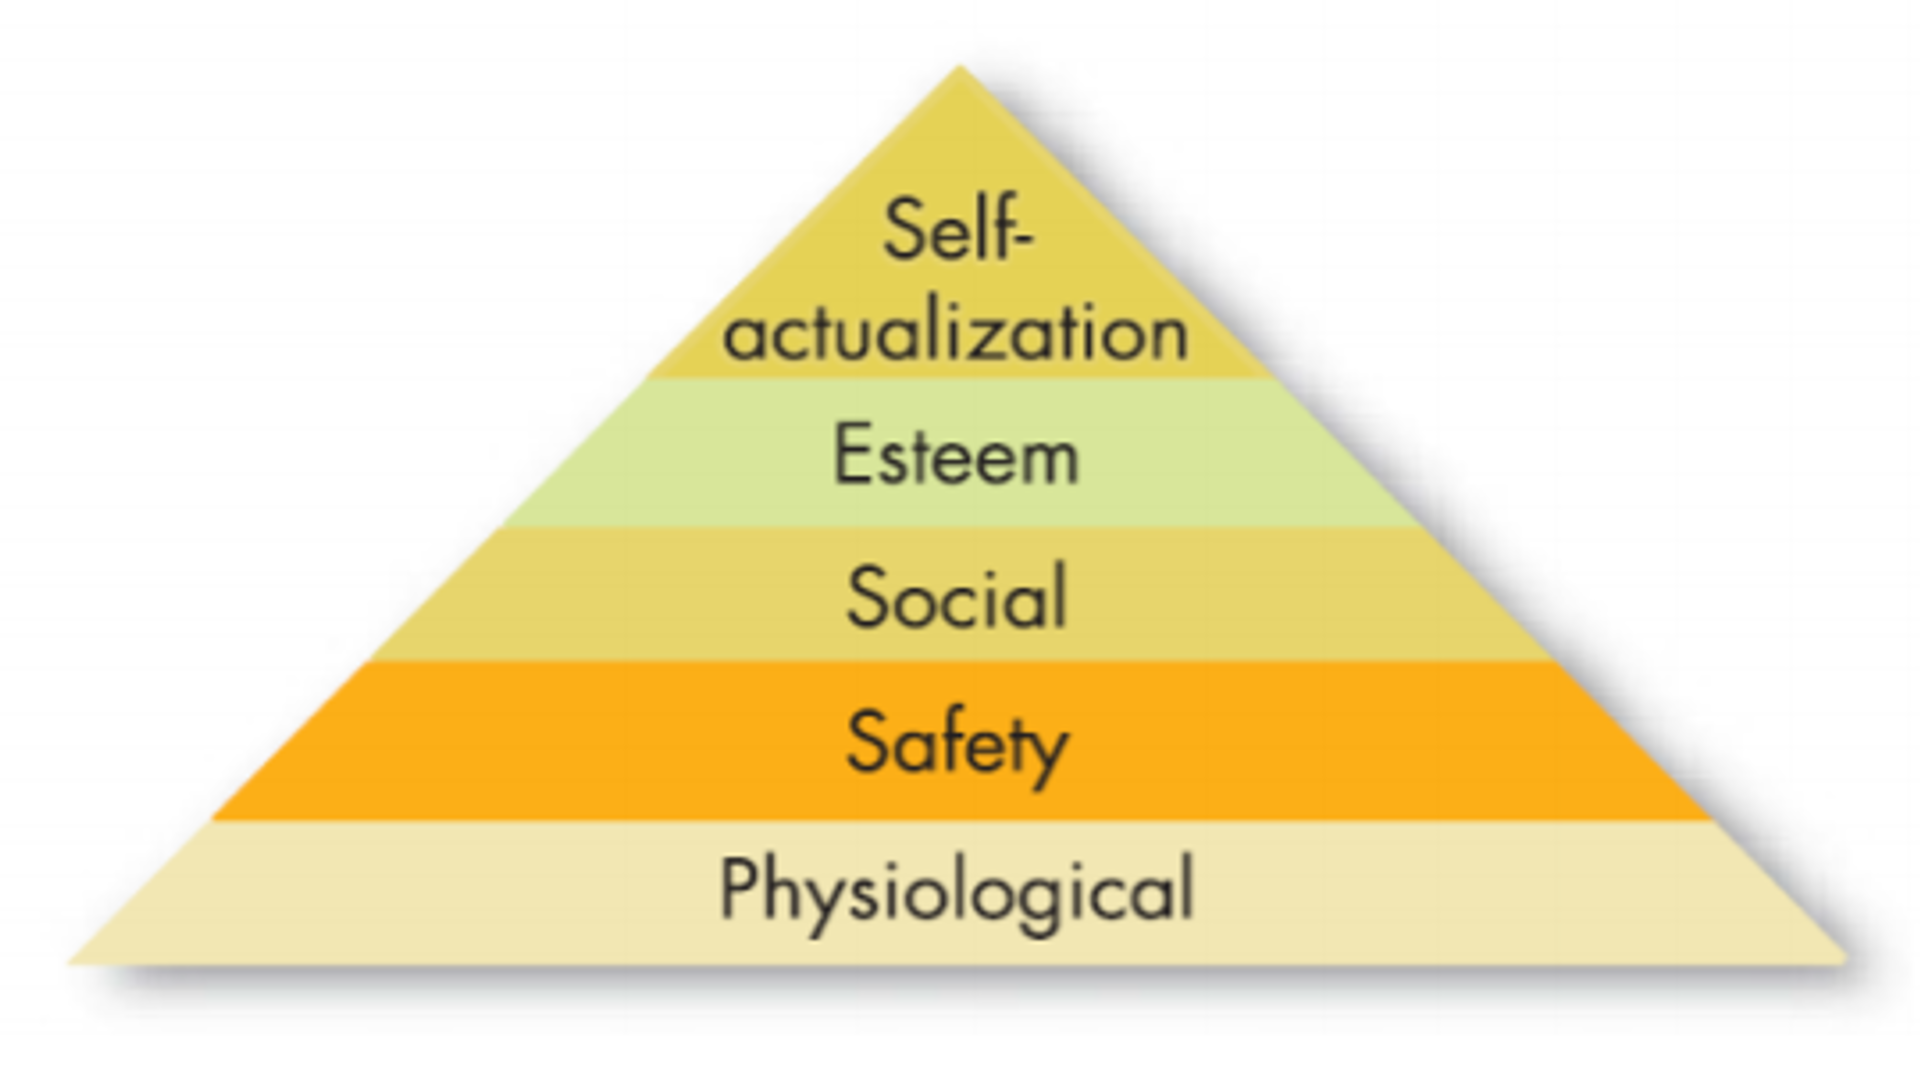 Self-
actualization
Esteem
Social
Safety
Physiological